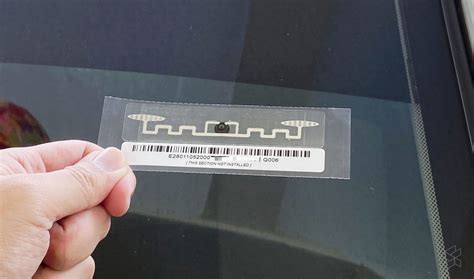 E28011052000 Q006
( THIS SECTION NOT INSTALLED )